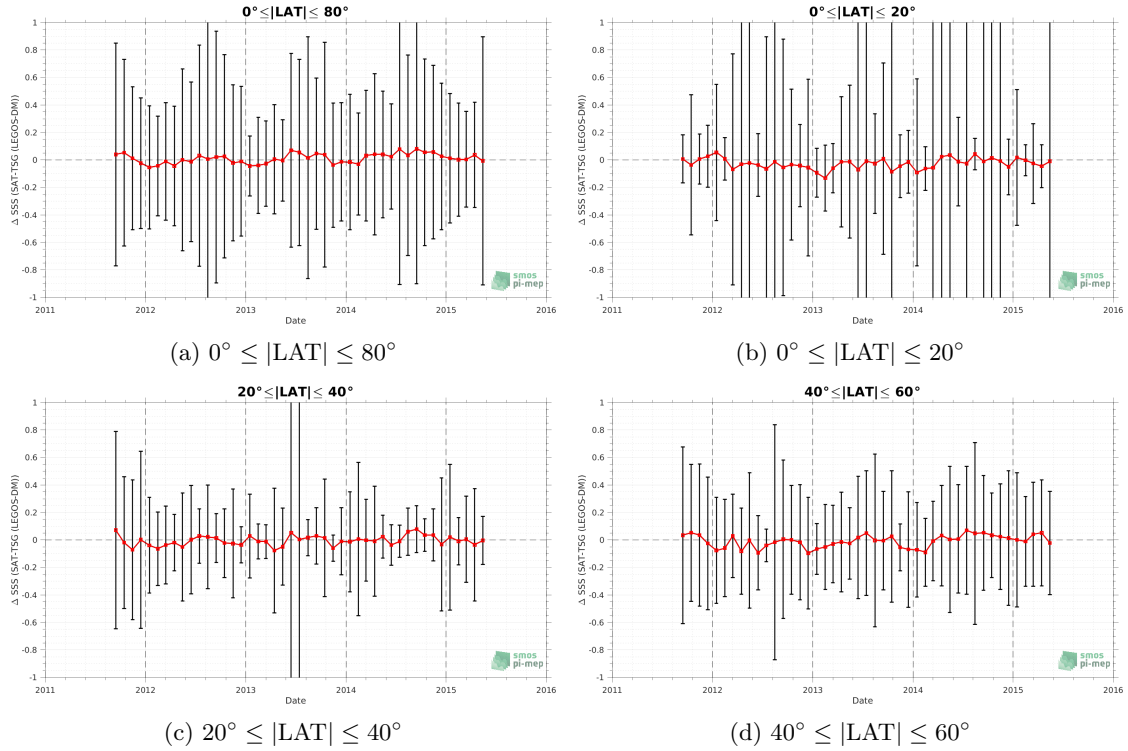 0°≤|LAT|≤ 80°
Δ SSS (SAT-TSG (LEGOS-DM))
1
0.8
0.6
0.4
0.2
0
-0.2
-0.4
-0.6
-0.8
-1
2011 2012 2013 2014 2015 2016
Date
smos
pi-mep
(a) 0° ≤ |LAT| ≤ 80°
0°≤|LAT|≤ 20°
Δ SSS (SAT-TSG (LEGOS-DM))
1
0.8
0.6
0.4
0.2
0
-0.2
-0.4
-0.6
-0.8
-1
2011 2012 2013 2014 2015 2016
Date
smos
pi-mep
(b) 0° ≤ |LAT| ≤ 20°
20°≤|LAT|≤ 40°
Δ SSS (SAT-TSG (LEGOS-DM))
1
0.8
0.6
0.4
0.2
0
-0.2
-0.4
-0.6
-0.8
-1
2011 2012 2013 2014 2015 2016
Date
smos
pi-mep
(c) 20° ≤ |LAT| ≤ 40°
40°≤|LAT|≤ 60°
Δ SSS (SAT-TSG (LEGOS-DM))
1
0.8
0.6
0.4
0.2
0
-0.2
-0.4
-0.6
-0.8
-1
2011 2012 2013 2014 2015 2016
Date
smos
pi-mep
(d) 40° ≤ |LAT| ≤ 60°